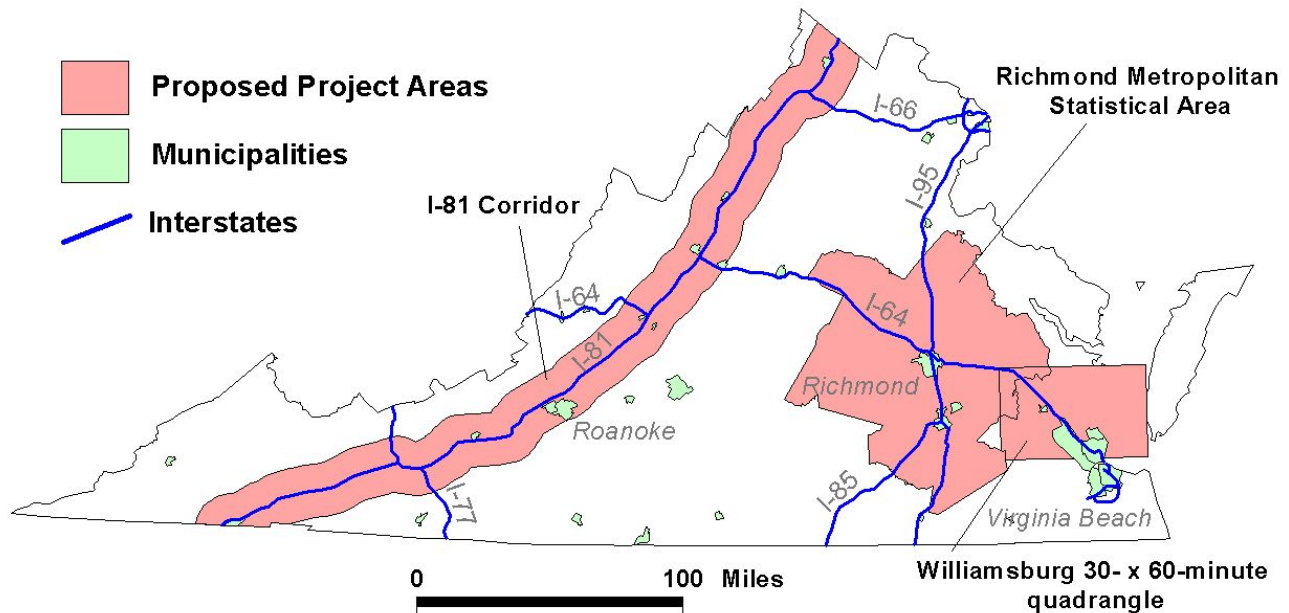 Proposed Project Areas
Municipalities
Interstates
I-81 Corridor
Richmond Metropolitan
Statistical Area
I-66
I-95
I-64
I-64
I-81
Richmond
Roanoke
I-77
I-85
Virginia Beach
Williamsburg 30- x 60-minute
quadrangle
0 100 Miles